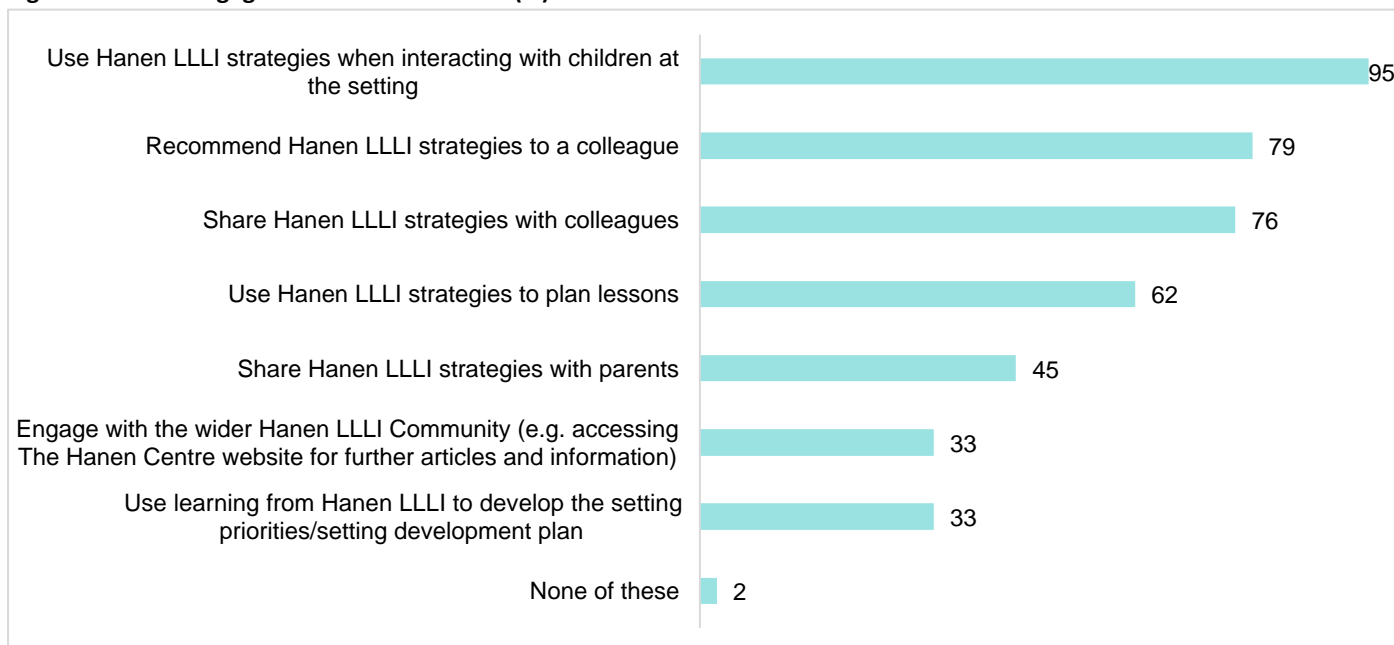 Use Hanen LLLI strategies when interacting with children at
the setting
95
Recommend Hanen LLLI strategies to a colleague
79
Share Hanen LLLI strategies with colleagues
76
Use Hanen LLLI strategies to plan lessons
62
Share Hanen LLLI strategies with parents
45
Engage with the wider Hanen LLLI Community (e.g. accessing
The Hanen Centre website for further articles and information)
33
Use learning from Hanen LLLI to develop the setting
priorities/setting development plan
33
None of these
2